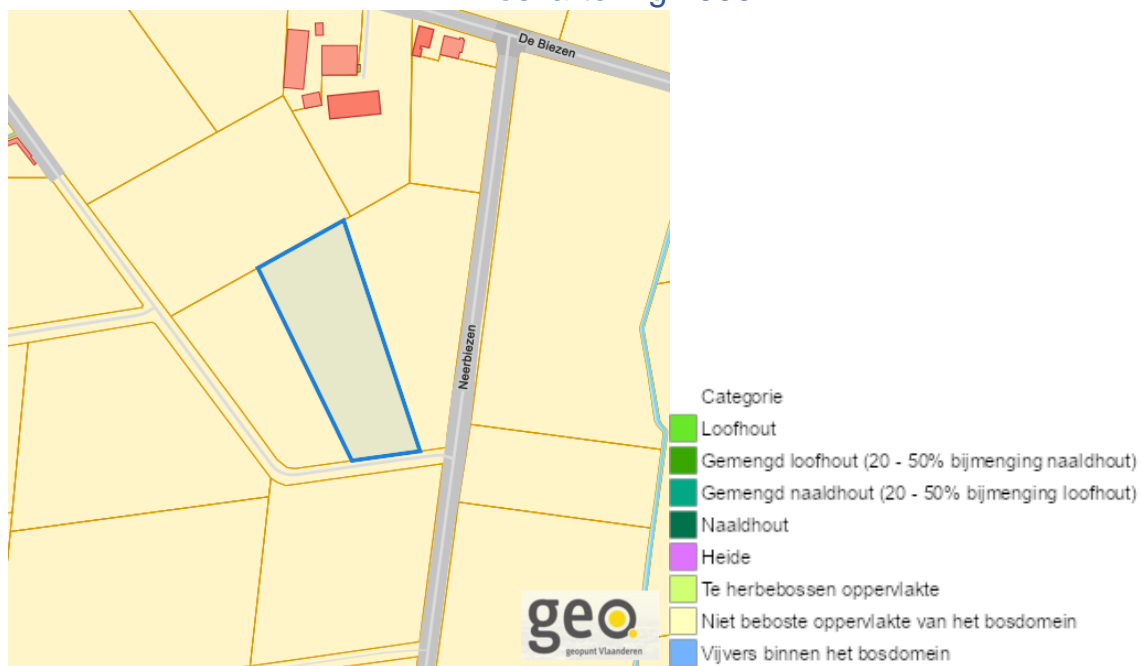 De Biezen
Neerbiezen
Categorie
Loofhout
Gemengd loofhout (20 - 50% bijmenging naaldhout)
Gemengd naaldhout (20 - 50% bijmenging loofhout)
Naaldhout
Heide
Te herbebossen oppervlakte
Niet beboste oppervlakte van het bosdomein
Vijvers binnen het bosdomein
geo.
geopunt Vlaanderen